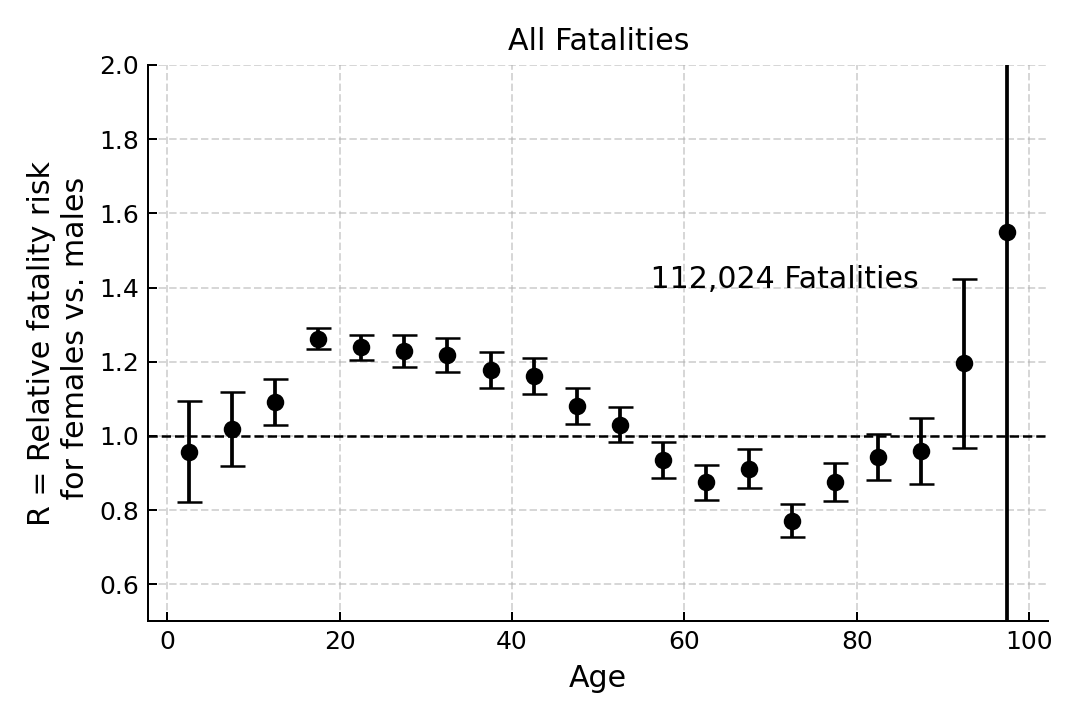 All Fatalities
R = Relative fatality risk
for females vs. males
2.0
1.8
1.6
1.4
1.2
1.0
0.8
0.6
112,024 Fatalities
0
20
40
60
80
100
Age